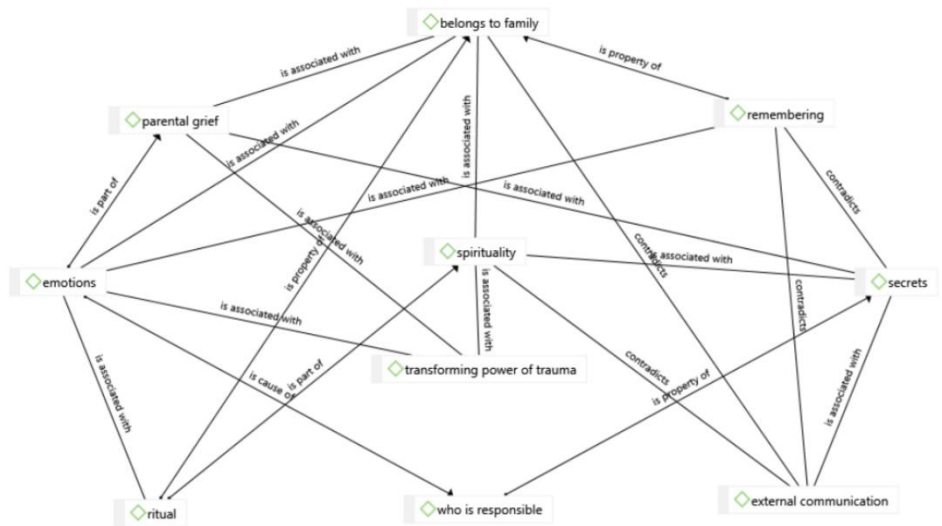 belongs to family
is associated with
is property of
parental grief
remembering
is associated with
is associated with
is part of
is associated with
is associated with
contradicts
is associated with
is property of
contradicts
spirituality
is associated with
emotions
secrets
is associated with
contradicts
is associated with
transforming power of trauma
is associated with
is cause of
is part of
contradicts
is property of
is associated with
ritual
who is responsible
external communication